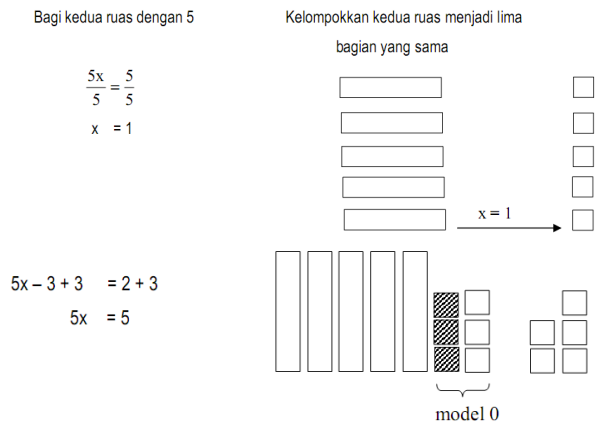 Bagi kedua ruas dengan 5
Kelompokkan kedua ruas menjadi lima
bagian yang sama
5x/5 = 5/5
x = 1
x = 1
5x – 3 + 3 = 2 + 3
5x = 5
model 0